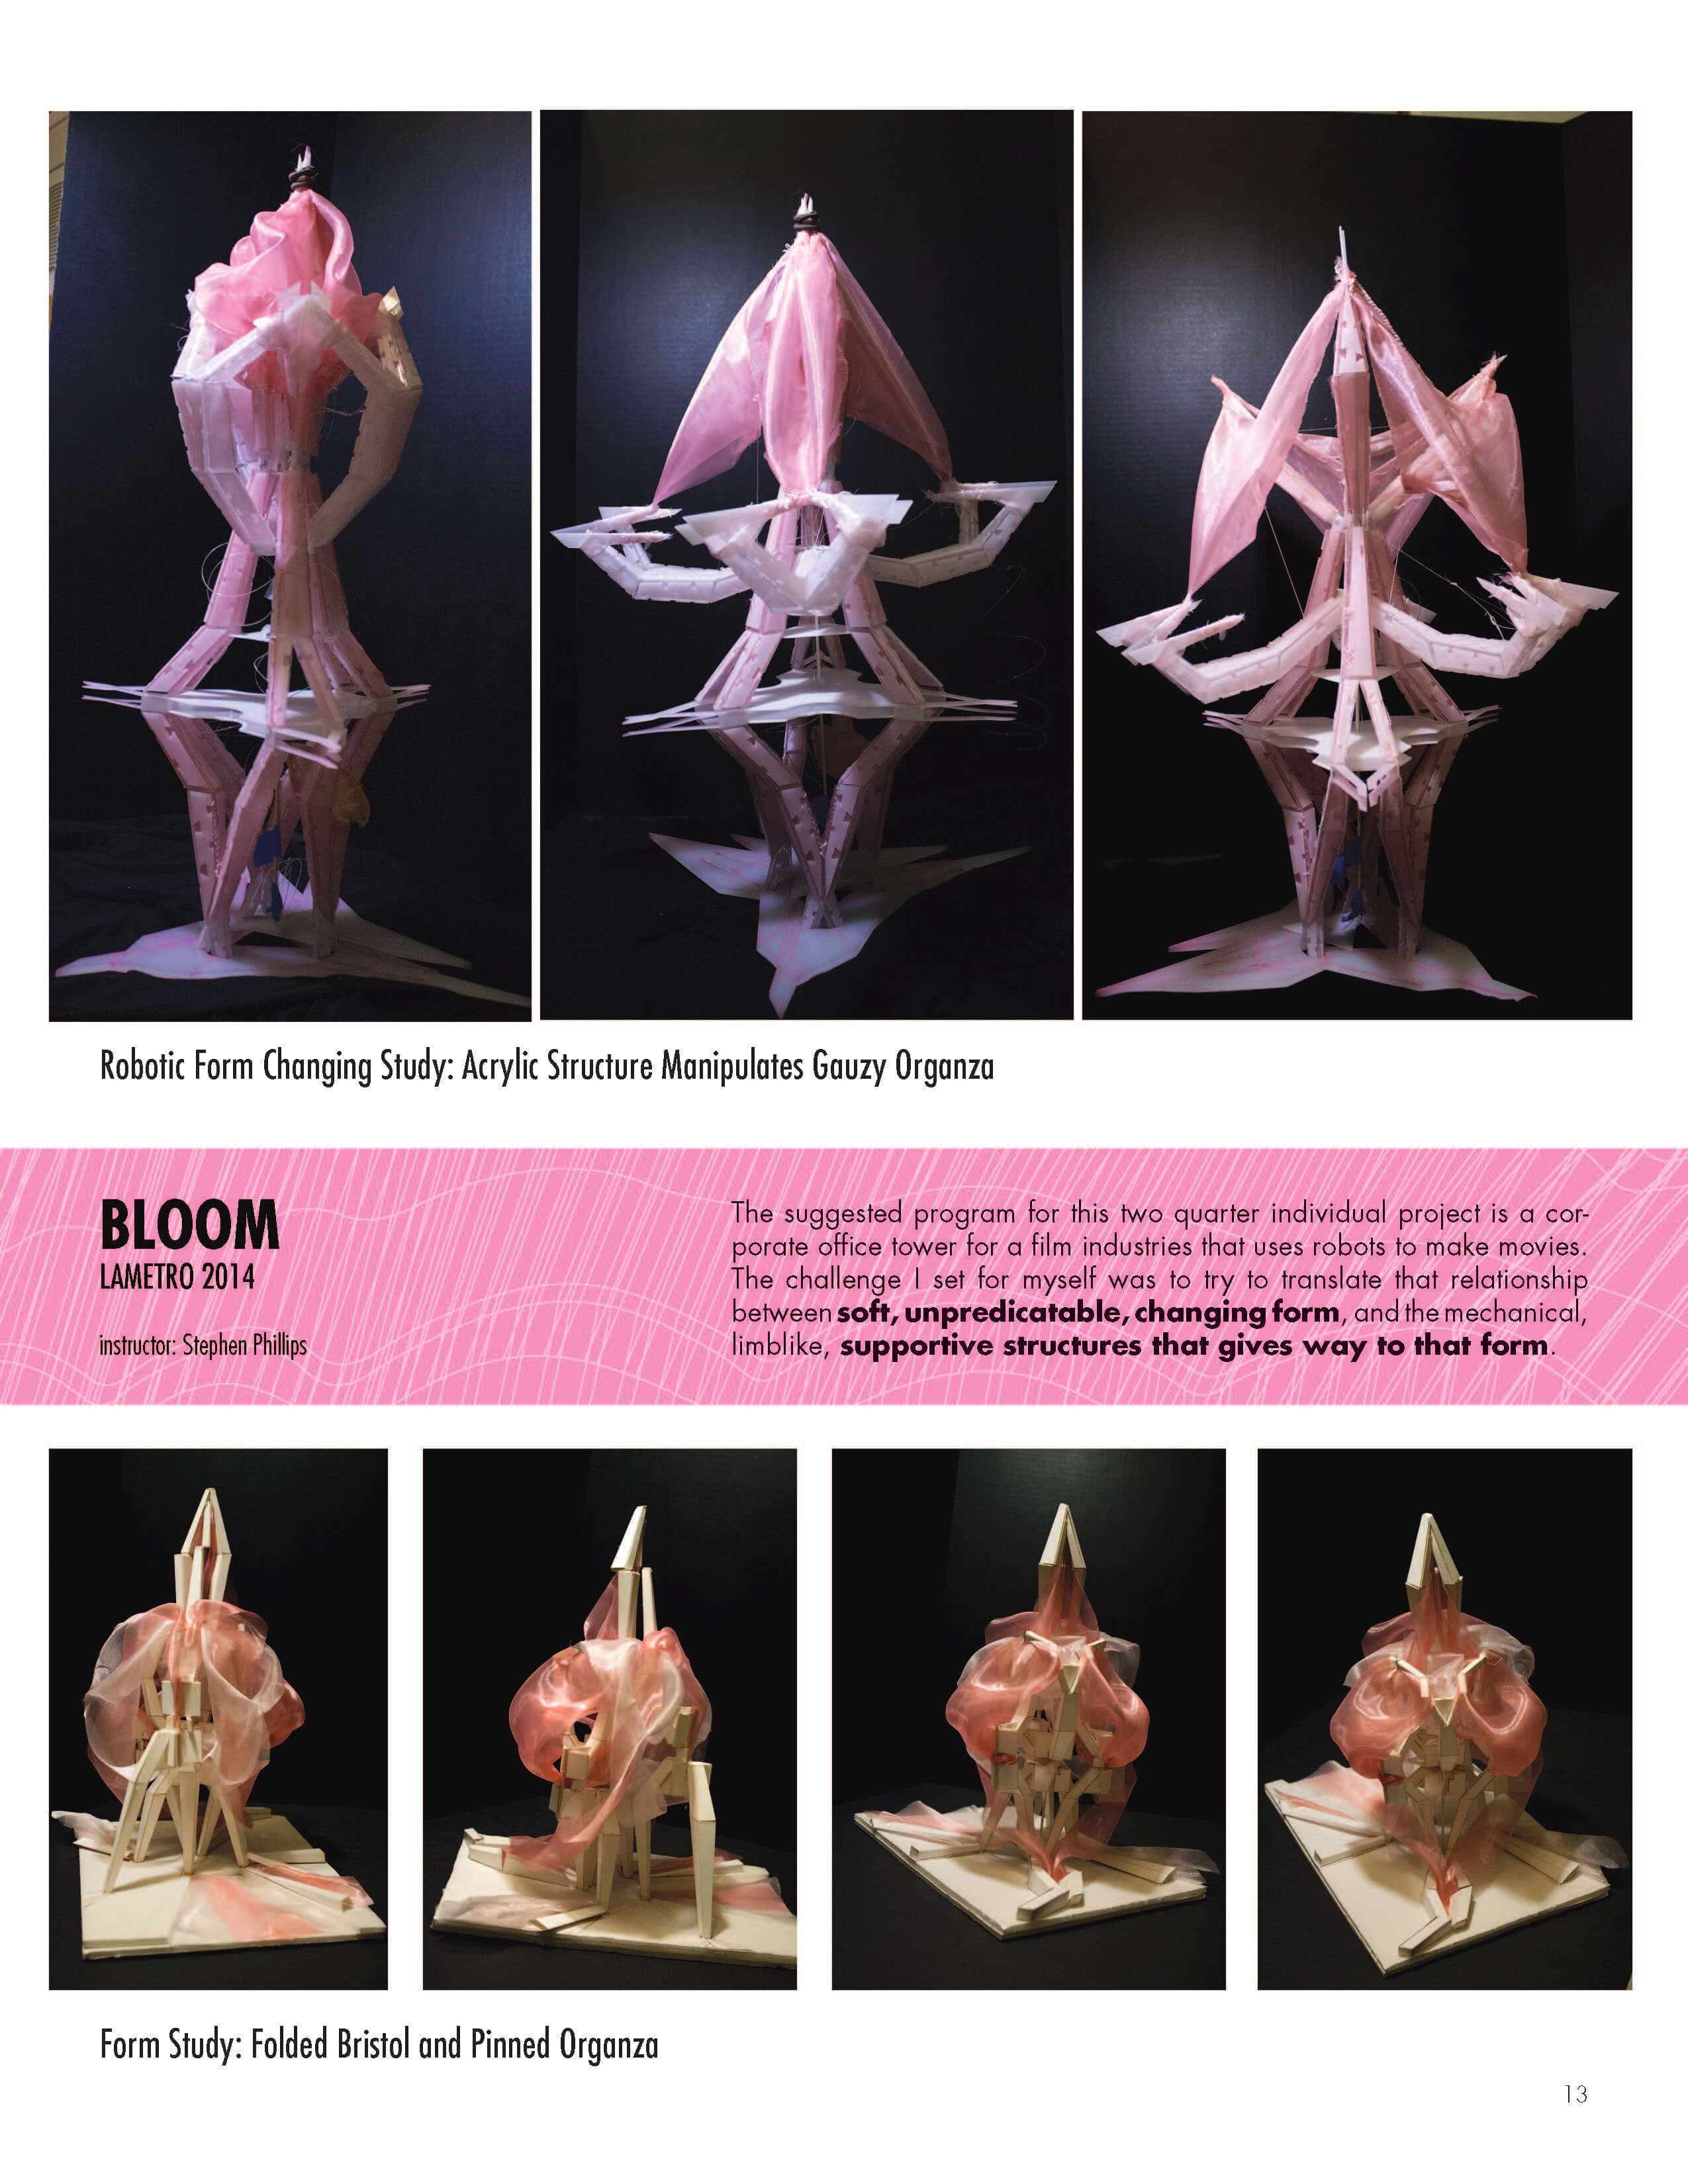 Robotic Form Changing Study: Acrylic Structure Manipulates Gauzy Organza
BLOOM
LAMETRO 2014
instructor: Stephen Phillips
The suggested program for this two quarter individual project is a cor-
porate office tower for a film industries that uses robots to make movies.
The challenge I set for myself was to try to translate that relationship
between soft, unpredicatable, changing form, and the mechanical,
limblike, supportive structures that gives way to that form.
Form Study: Folded Bristol and Pinned Organza
13